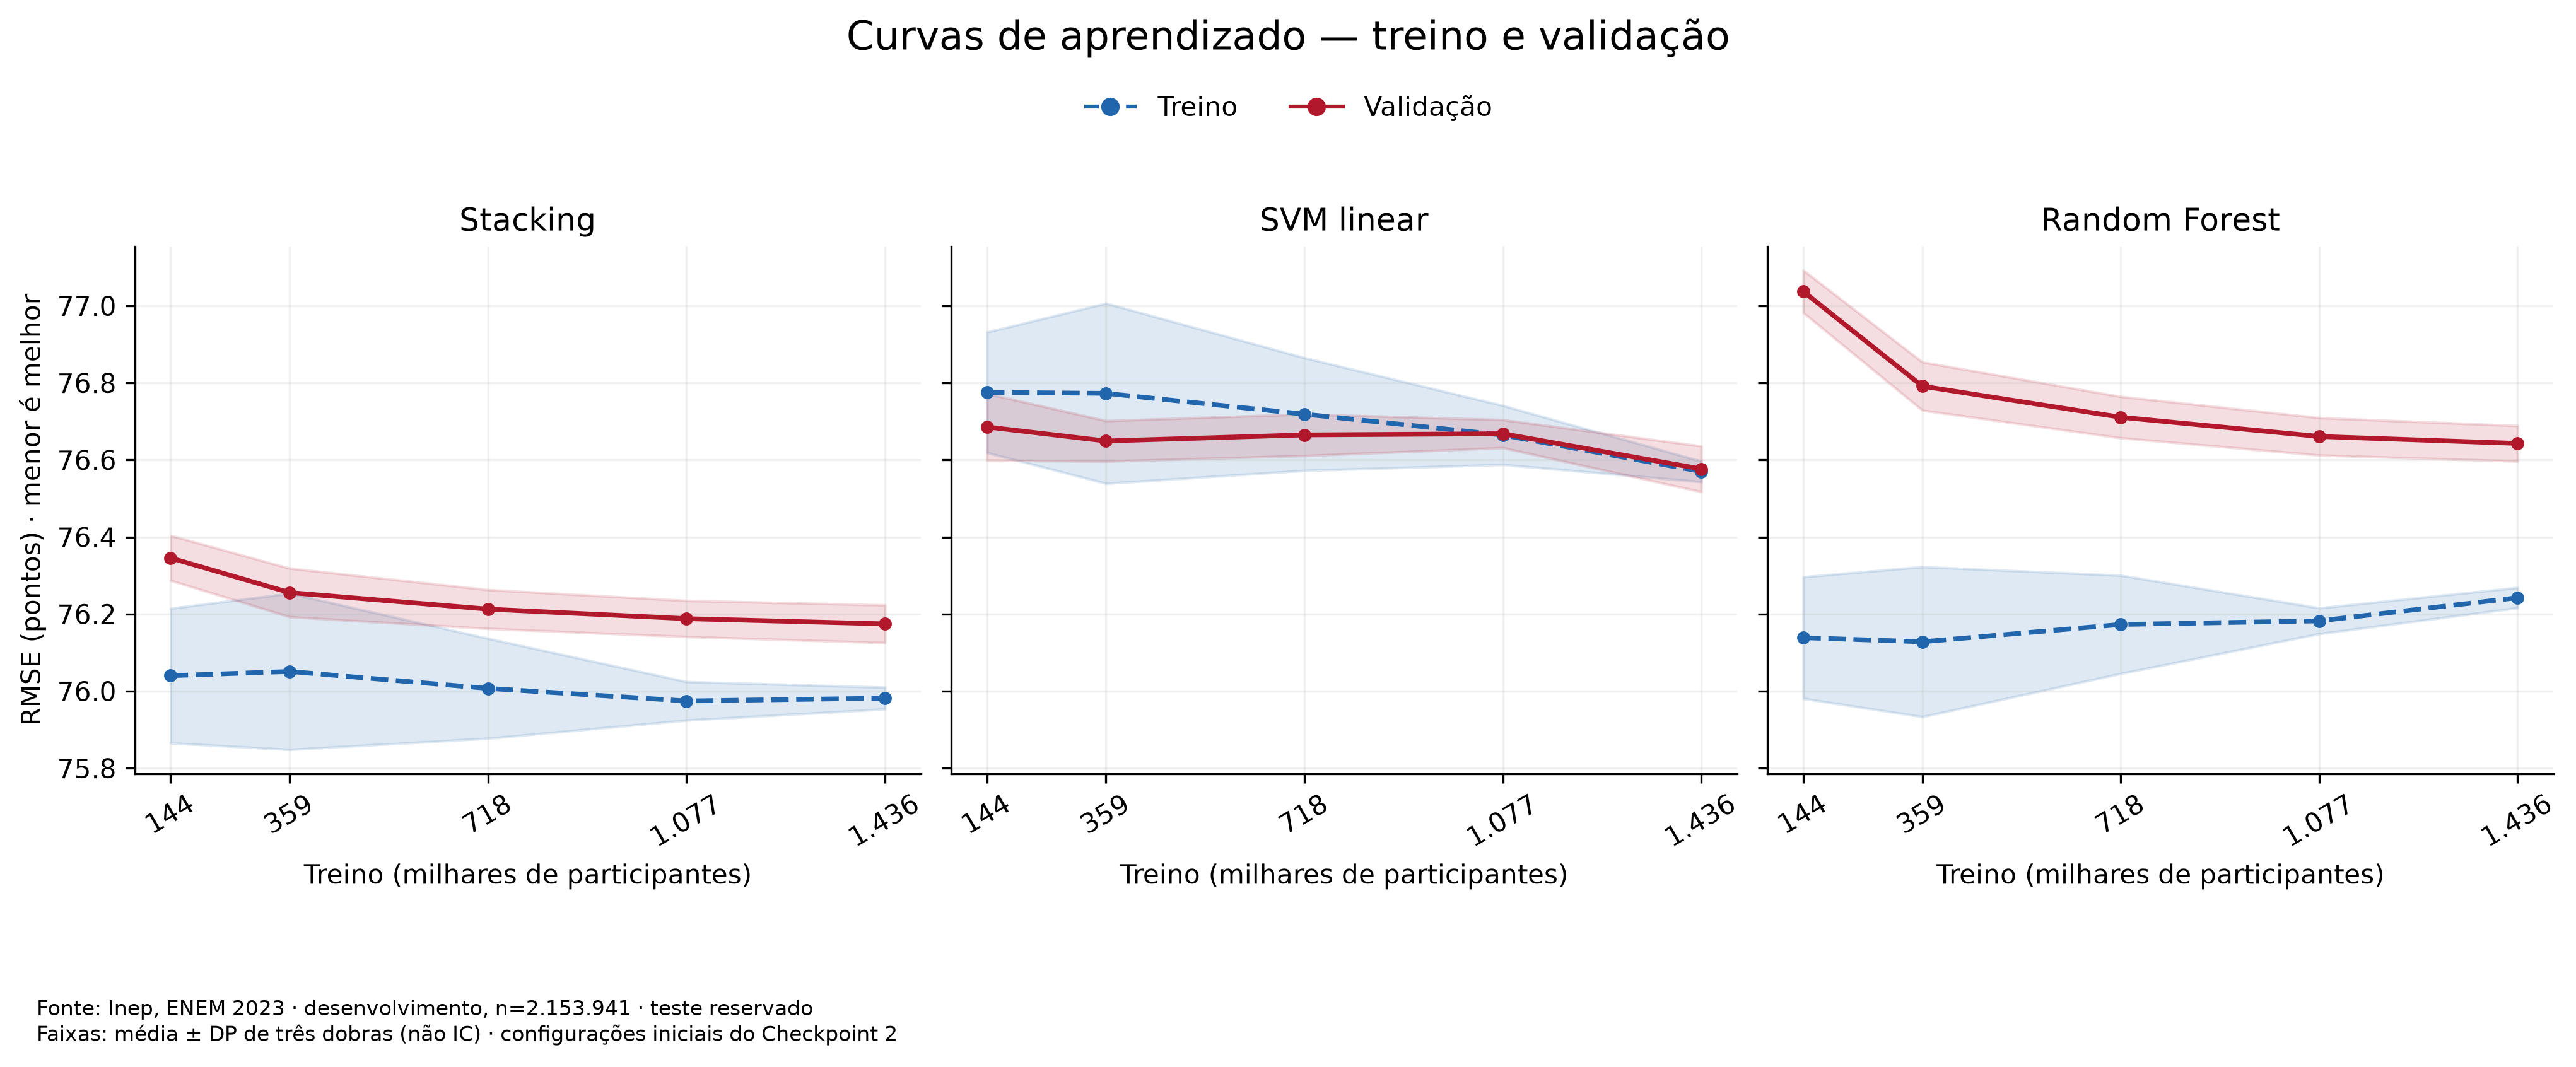 Curvas de aprendizado — treino e validação
Treino
Validação
Stacking
SVM linear
Random Forest
RMSE (pontos) · menor é melhor
77.0
76.8
76.6
76.4
76.2
76.0
75.8
144
359
718
1.077
1.436
144
359
718
1.077
1.436
144
359
718
1.077
1.436
Treino (milhares de participantes)
Treino (milhares de participantes)
Treino (milhares de participantes)
Fonte: Inep, ENEM 2023 · desenvolvimento, n=2.153.941 · teste reservado
Faixas: média ± DP de três dobras (não IC) · configurações iniciais do Checkpoint 2